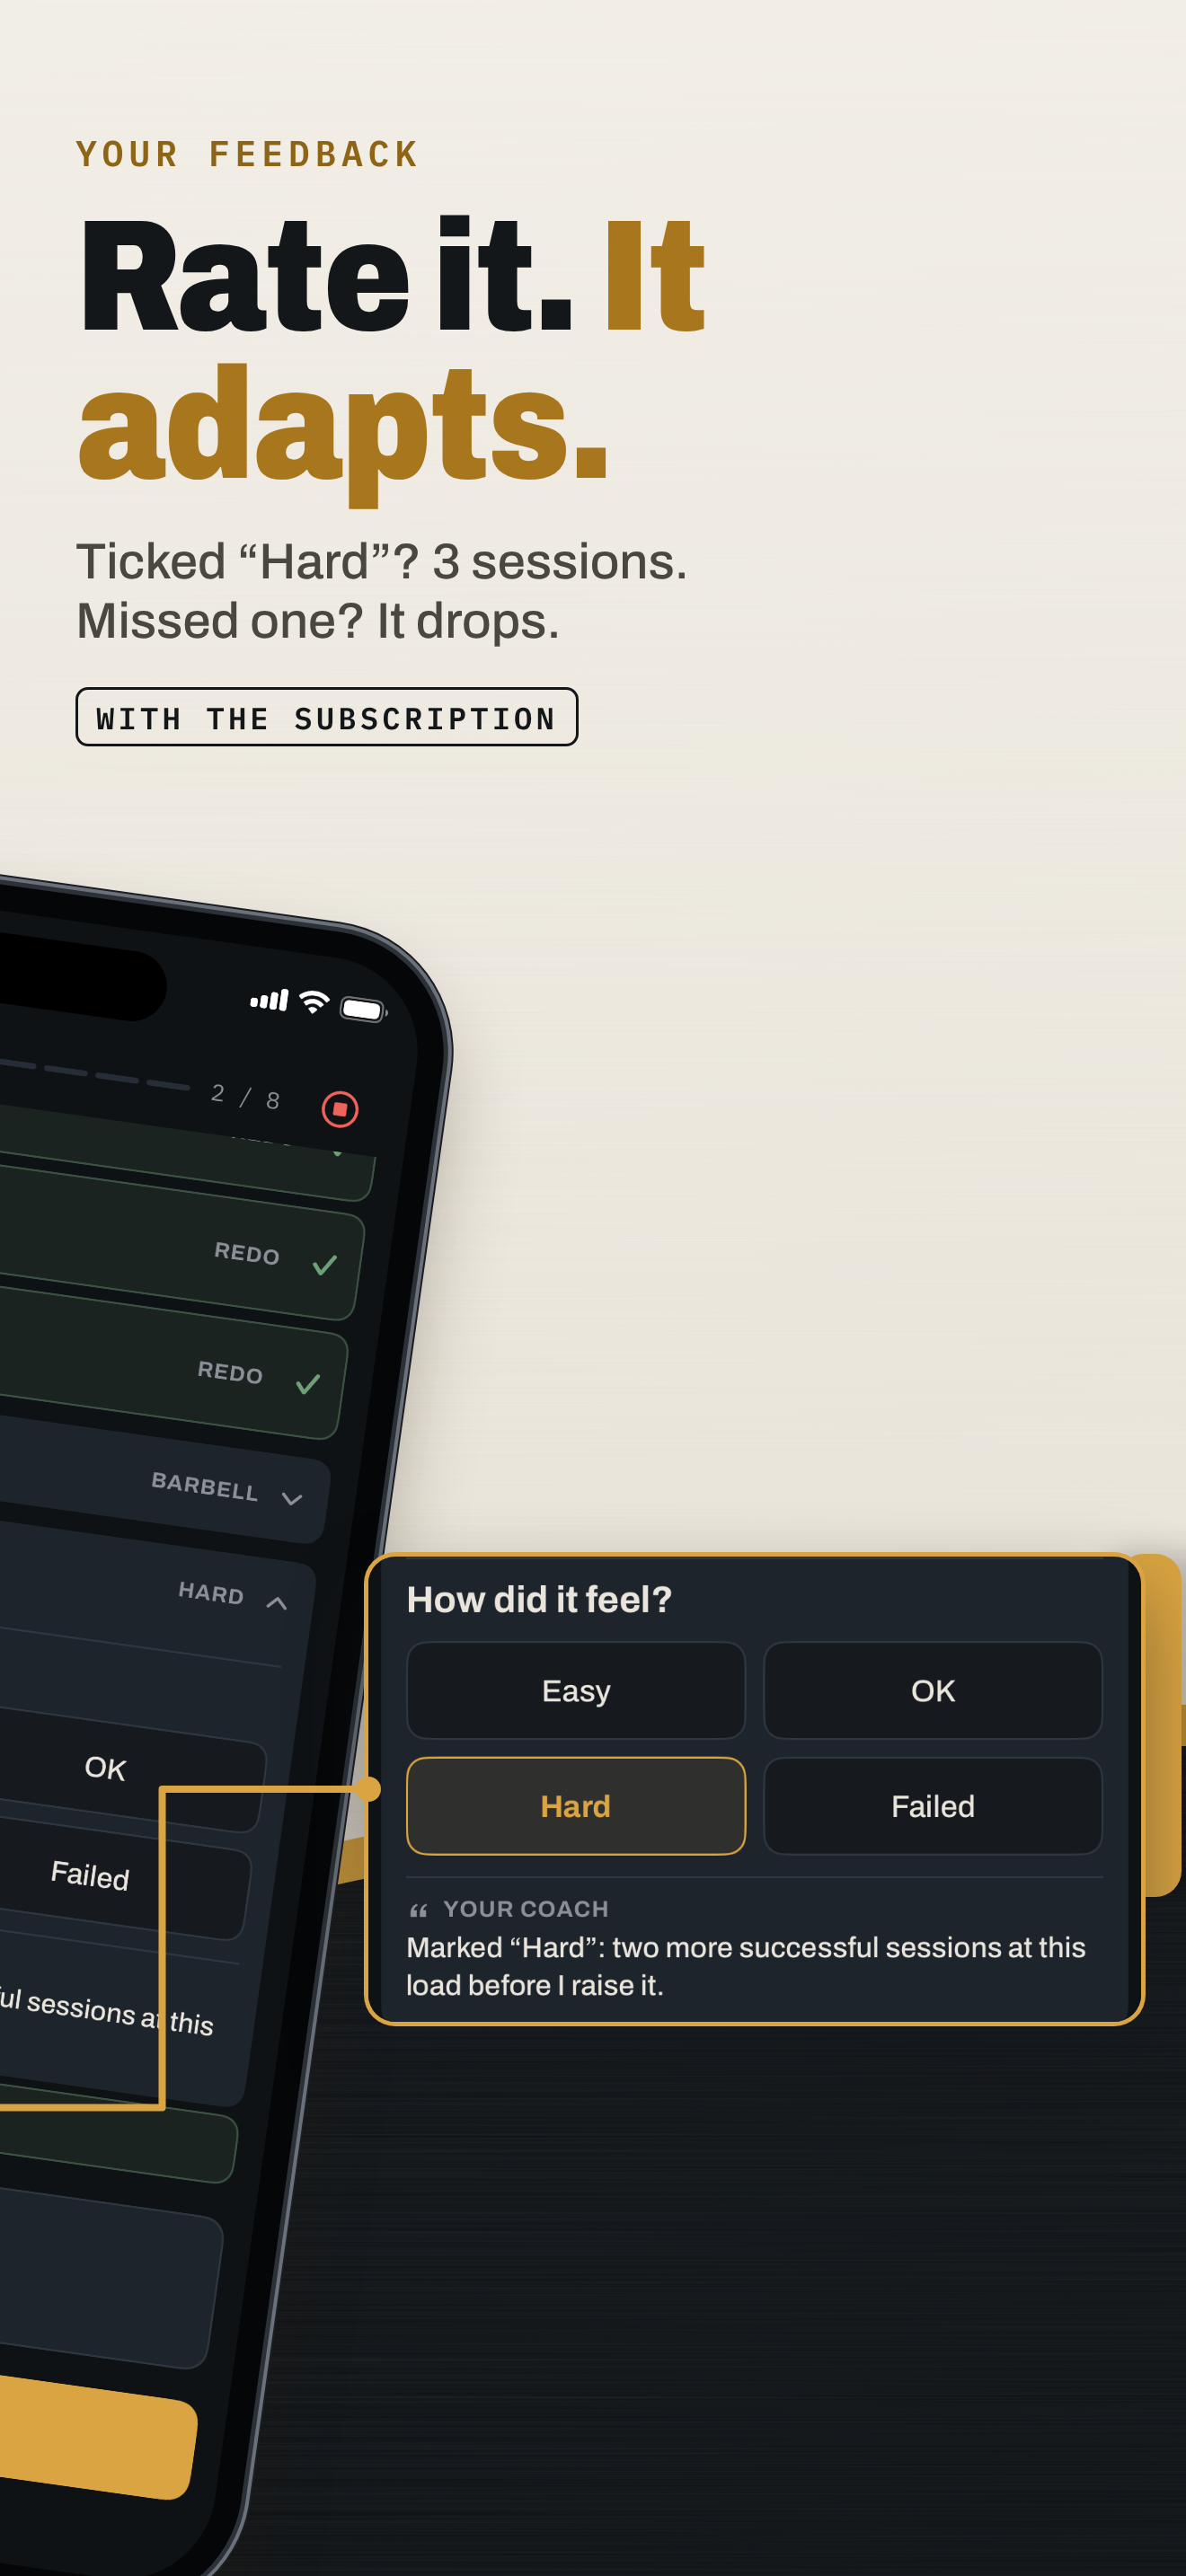 YOUR FEEDBACK
Rate it. It
adapts.
Ticked “Hard”? 3 sessions.
Missed one? It drops.
WITH THE SUBSCRIPTION
2 / 8
REDO
REDO
BARBELL
HARD
OK
Failed
sessions at this
How did it feel?
Easy
OK
Hard
Failed
“ YOUR COACH
Marked “Hard”: two more successful sessions at this
load before I raise it.